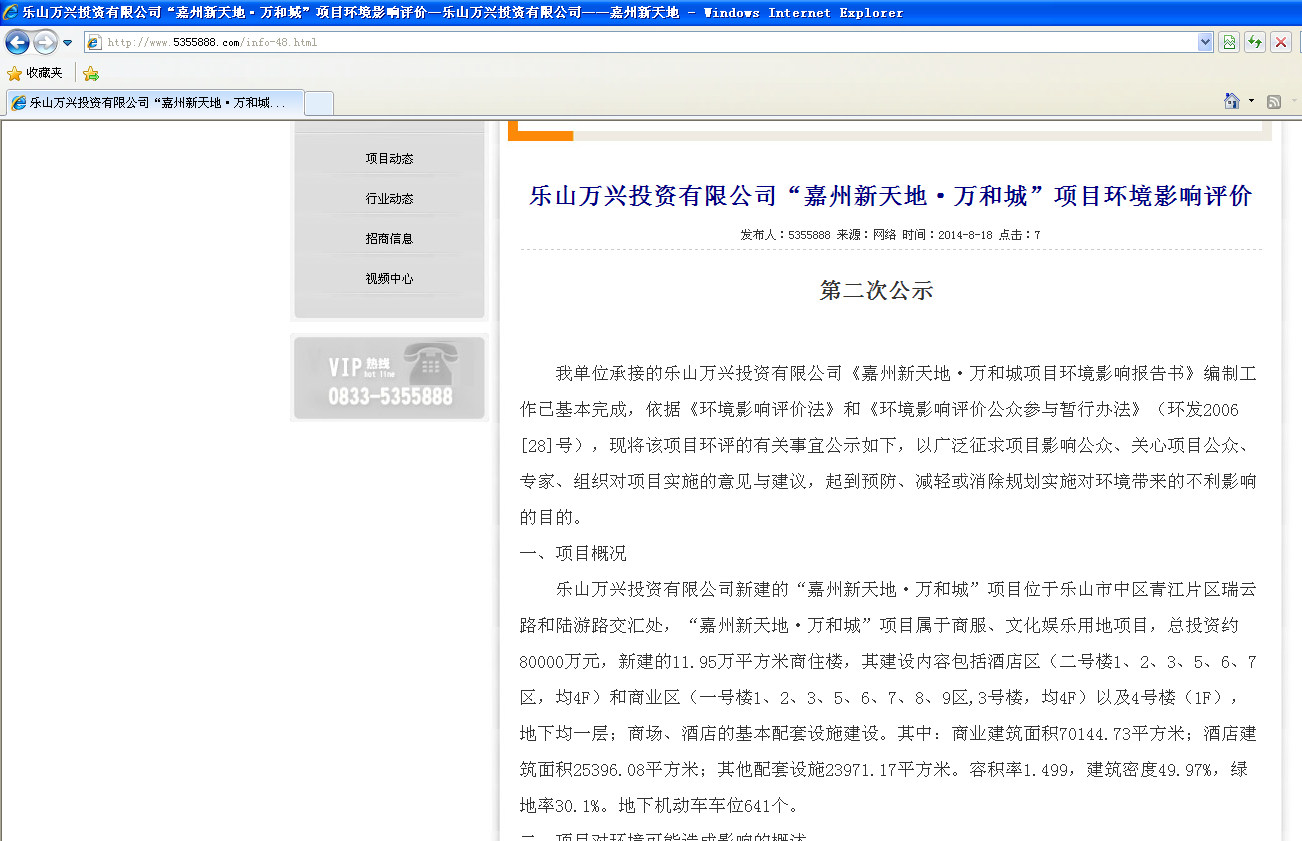 乐山万兴投资有限公司“嘉州新天地·万和城”项目环境影响评价—乐山万兴投资有限公司——嘉州新天地 - Windows Internet Explorer
http://www.5355888.com/info-48.html
收藏夹
乐山万兴投资有限公司“嘉州新天地·万和城...
项目动态
行业动态
招商信息
视频中心
VIP 热线
hot line
0833-5355888
乐山万兴投资有限公司“嘉州新天地·万和城”项目环境影响评价
发布人：5355888 来源：网络 时间：2014-8-18 点击：7
第二次公示
我单位承接的乐山万兴投资有限公司《嘉州新天地·万和城项目环境影响报告书》编制工
作已基本完成，依据《环境影响评价法》和《环境影响评价公众参与暂行办法》（环发2006
[28]号），现将该项目环评的有关事宜公示如下，以广泛征求项目影响公众、关心项目公众、
专家、组织对项目实施的意见与建议，起到预防、减轻或消除规划实施对环境带来的不利影响
的目的。
一、项目概况
乐山万兴投资有限公司新建的“嘉州新天地·万和城”项目位于乐山市中区青江片区瑞云
路和陆游路交汇处，“嘉州新天地·万和城”项目属于商服、文化娱乐用地项目，总投资约
80000万元，新建的11.95万平方米商住楼，其建设内容包括酒店区（二号楼1、2、3、5、6、7
区，均4F）和商业区（一号楼1、2、3、5、6、7、8、9区,3号楼，均4F）以及4号楼（1F），
地下均一层；商场、酒店的基本配套设施建设。其中：商业建筑面积70144.73平方米；酒店建
筑面积25396.08平方米；其他配套设施23971.17平方米。容积率1.499，建筑密度49.97%，绿
地率30.1%。地下机动车车位641个。
二、项目对环境可能造成影响的概述